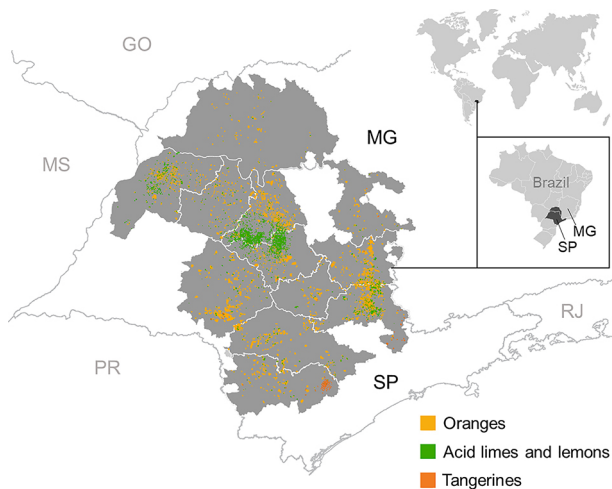 GO
MG
MS
Brazil
MG
SP
RJ
PR
SP
Oranges
Acid limes and lemons
Tangerines